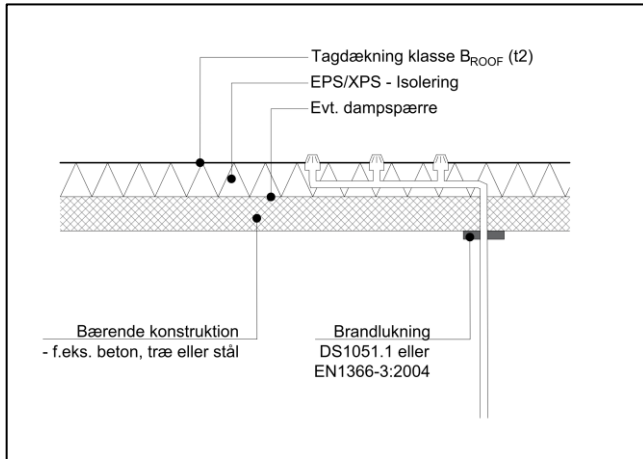 Tagdækning klasse BROOF (t2)
EPS/XPS - Isolering
Evt. dampspærre
Bærende konstruktion
- f.eks. beton, træ eller stål
Brandlukning
DS1051.1 eller
EN1366-3:2004